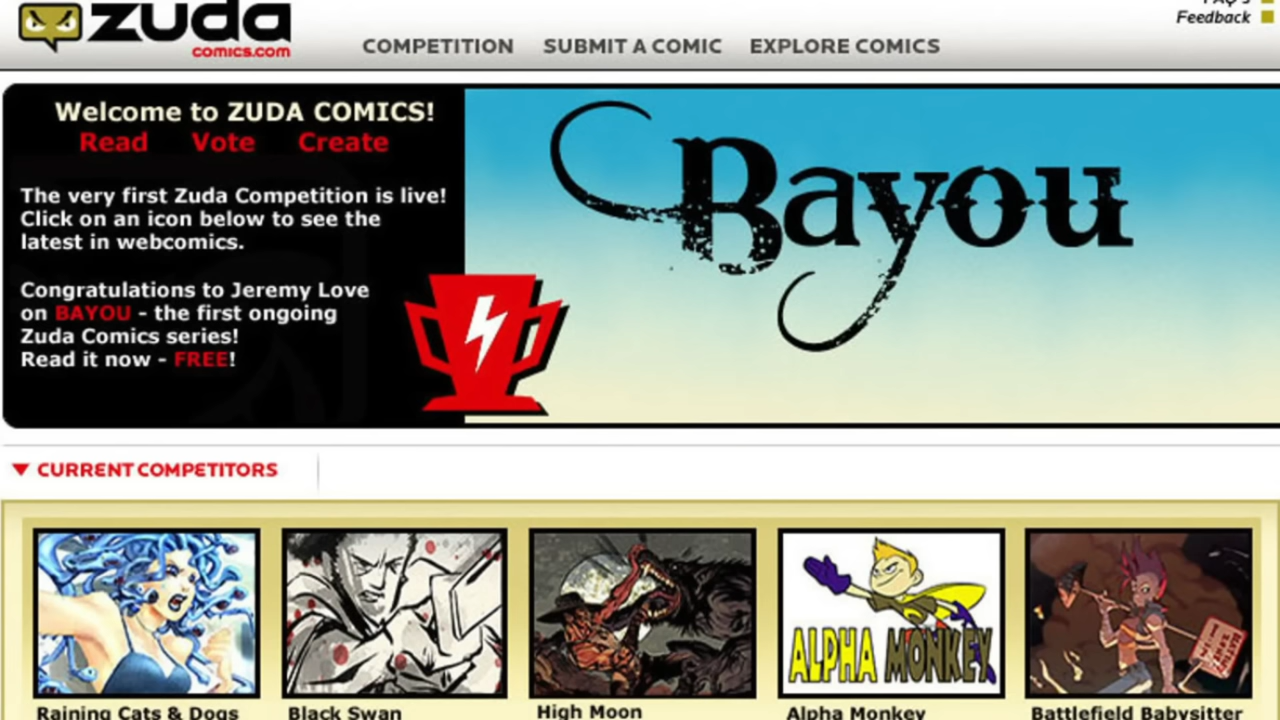 zuda
comics.com
COMPETITION SUBMIT A COMIC EXPLORE COMICS
FAQ's
Feedback
Welcome to ZUDA COMICS!
Read Vote Create
The very first Zuda Competition is live!
Click on an icon below to see the
latest in webcomics.
Congratulations to Jeremy Love
on BAYOU - the first ongoing
Zuda Comics series!
Read it now - FREE!
Bayou
CURRENT COMPETITORS
ALPHA MONKEY
Raining Cats & Dogs
Black Swan
High Moon
Alpha Monkey
Battlefield Babysitter